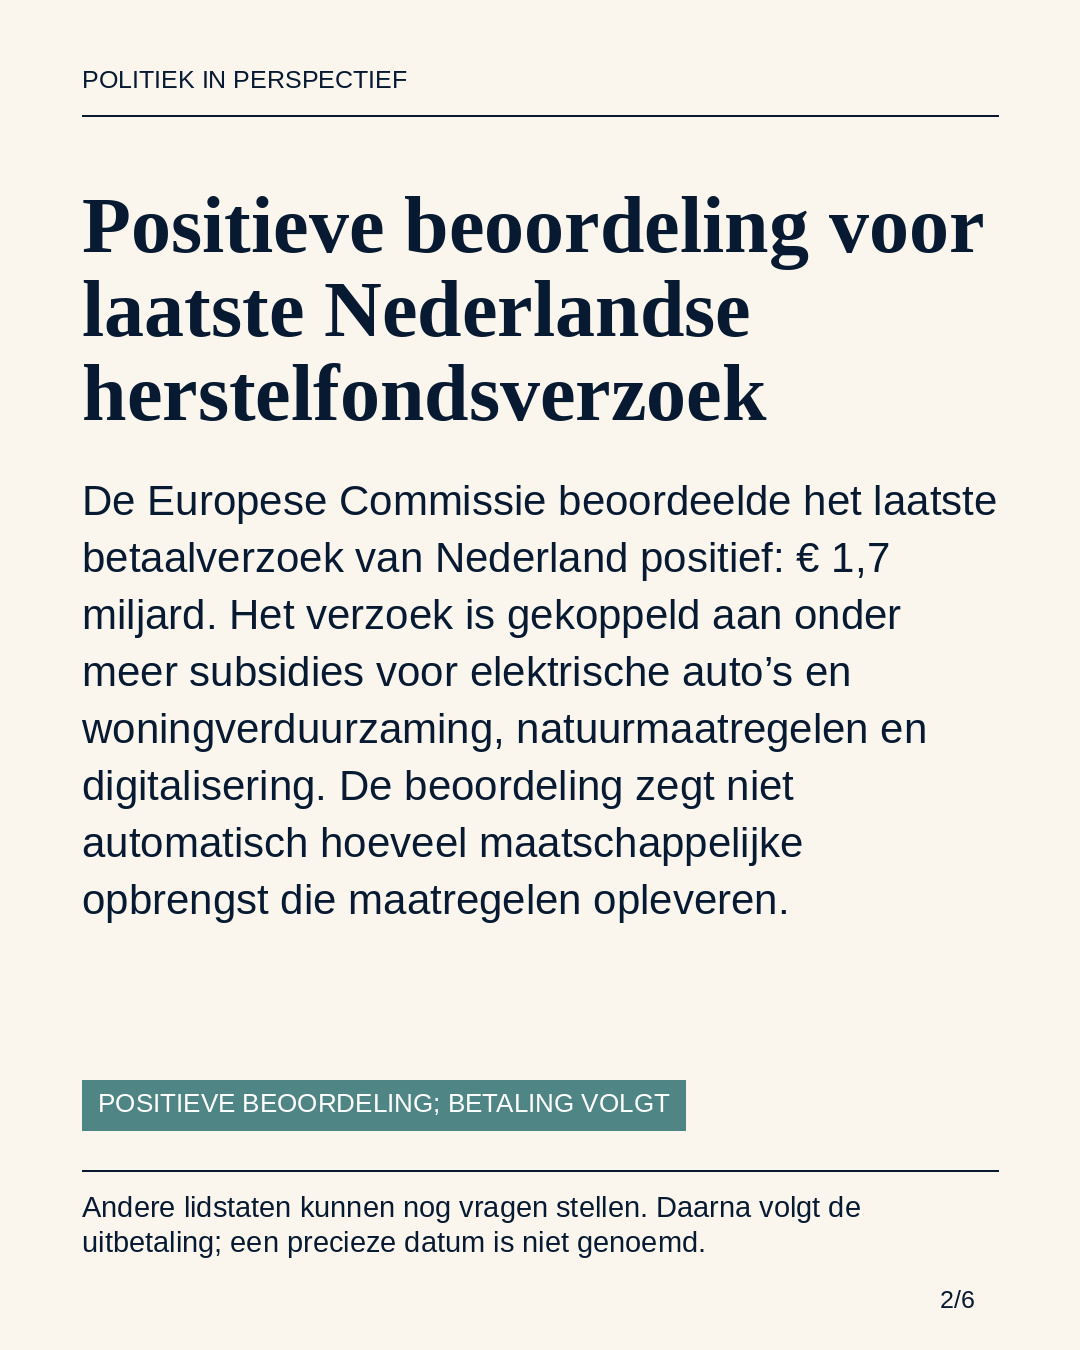 POLITIEK IN PERSPECTIEF
Positieve beoordeling voor
laatste Nederlandse
herstelfondsverzoek
De Europese Commissie beoordeelde het laatste
betaalverzoek van Nederland positief: € 1,7
miljard. Het verzoek is gekoppeld aan onder
meer subsidies voor elektrische auto’s en
woningverduurzaming, natuurmaatregelen en
digitalisering. De beoordeling zegt niet
automatisch hoeveel maatschappelijke
opbrengst die maatregelen opleveren.
POSITIEVE BEOORDELING; BETALING VOLGT
Andere lidstaten kunnen nog vragen stellen. Daarna volgt de
uitbetaling; een precieze datum is niet genoemd.
2/6